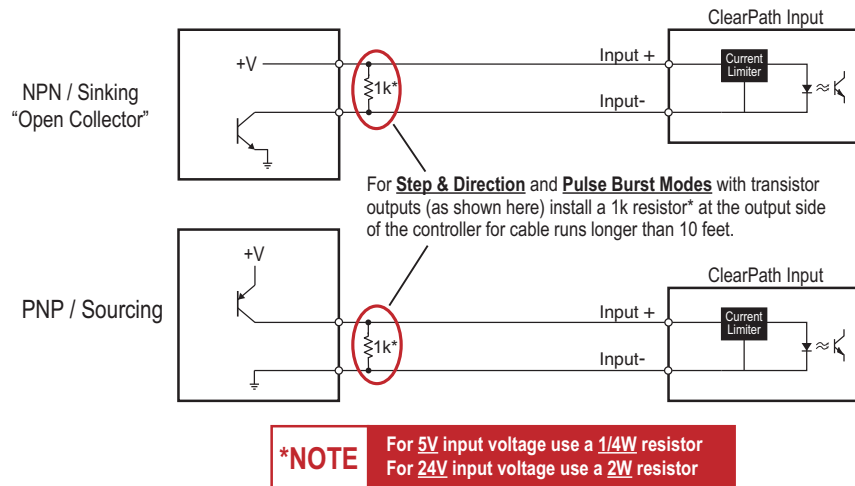 ClearPath Input
+V
1k*
Input +
Input-
Current
Limiter
NPN / Sinking
“Open Collector”
For Step & Direction and Pulse Burst Modes with transistor
outputs (as shown here) install a 1k resistor* at the output side
of the controller for cable runs longer than 10 feet.
PNP / Sourcing
+V
1k*
ClearPath Input
Input +
Input-
Current
Limiter
*NOTE
For 5V input voltage use a 1/4W resistor
For 24V input voltage use a 2W resistor